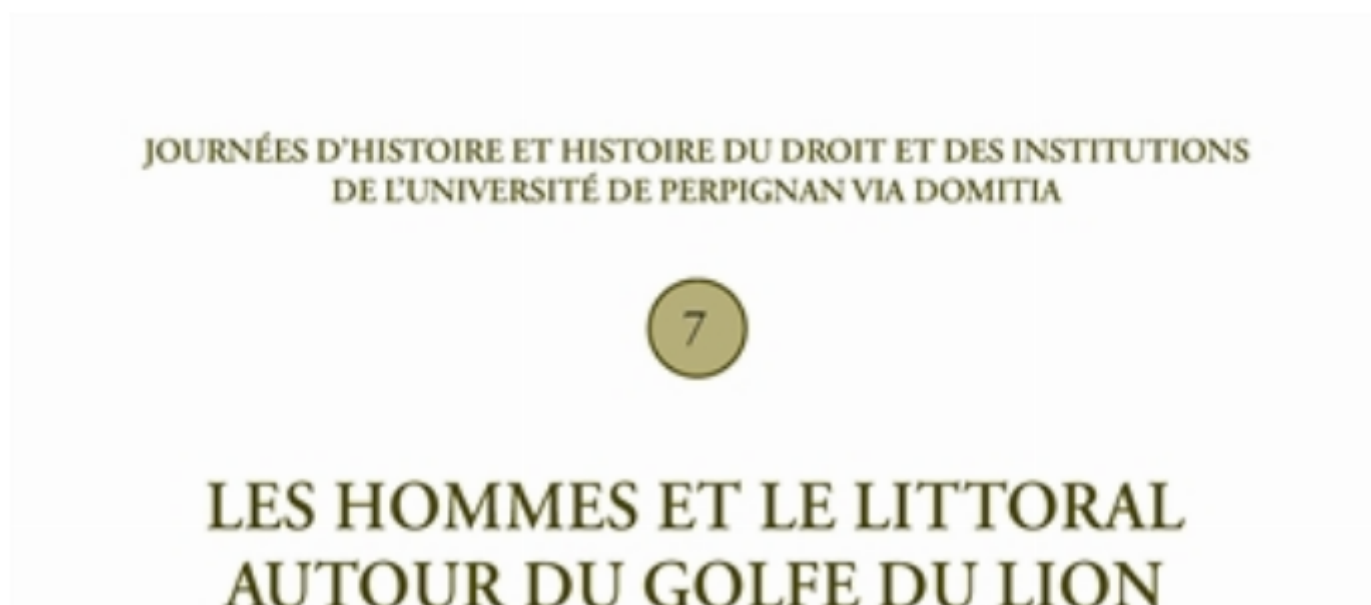 JOURNÉES D'HISTOIRE ET HISTOIRE DU DROIT ET DES INSTITUTIONS
DE L'UNIVERSITÉ DE PERPIGNAN VIA DOMITIA
7
LES HOMMES ET LE LITTORAL
AUTOUR DU GOLFE DU LION